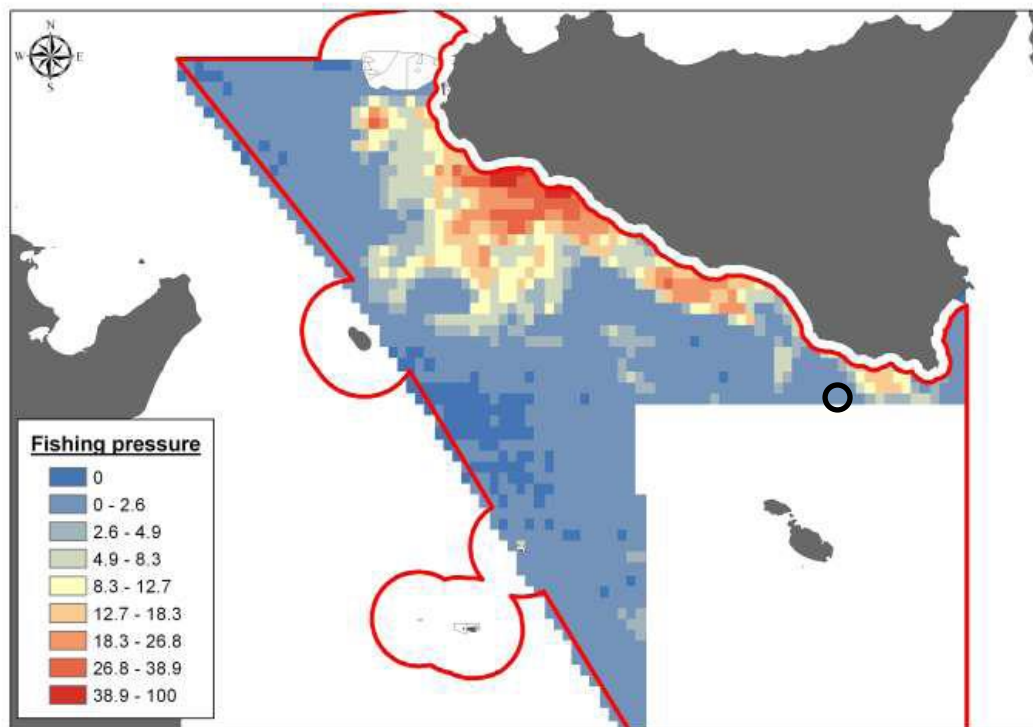 N
W E
S
Fishing pressure
0
0 - 2.6
2.6 - 4.9
4.9 - 8.3
8.3 - 12.7
12.7 - 18.3
18.3 - 26.8
26.8 - 38.9
38.9 - 100